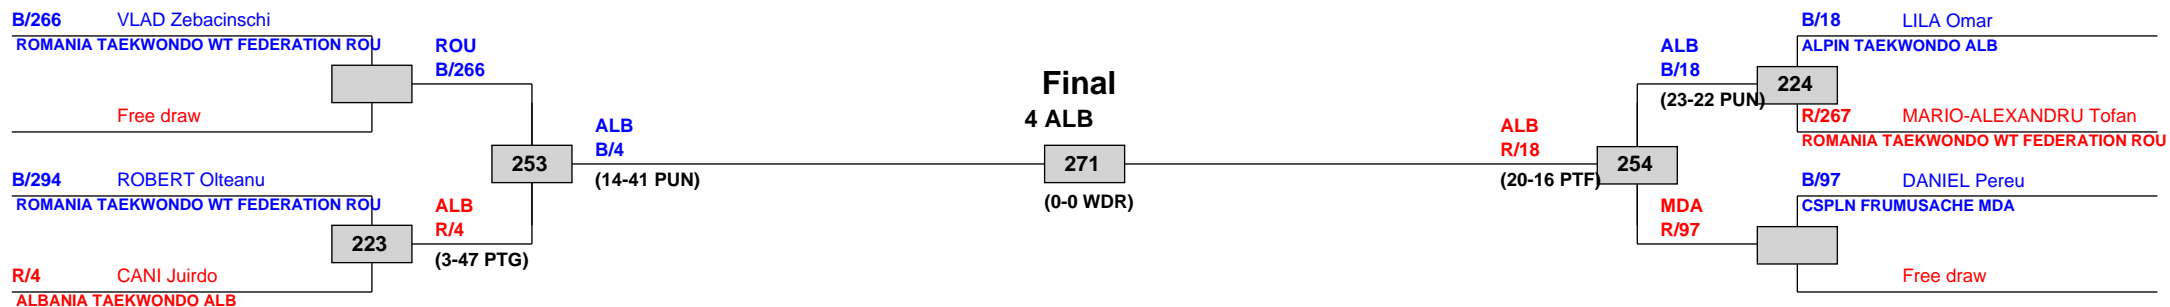 B/266 VLAD Zebacinschi
ROMANIA TAEKWONDO WT FEDERATION ROU
Free draw
B/294 ROBERT Olteanu
ROMANIA TAEKWONDO WT FEDERATION ROU
223
R/4 CANI Juirdo
ALBANIA TAEKWONDO ALB
ROU
B/266
253
ALB
R/4
(3-47 PTG)
ALB
B/4
(14-41 PUN)
Final
4 ALB
271
(0-0 WDR)
ALB
R/18
(20-16 PTF)
254
ALB
B/18
(23-22 PUN)
224
MDA
R/97
B/18 LILA Omar
ALPIN TAEKWONDO ALB
R/267 MARIO-ALEXANDRU Tofan
ROMANIA TAEKWONDO WT FEDERATION ROU
B/97 DANIEL Pereu
CSPLN FRUMUSACHE MDA
Free draw